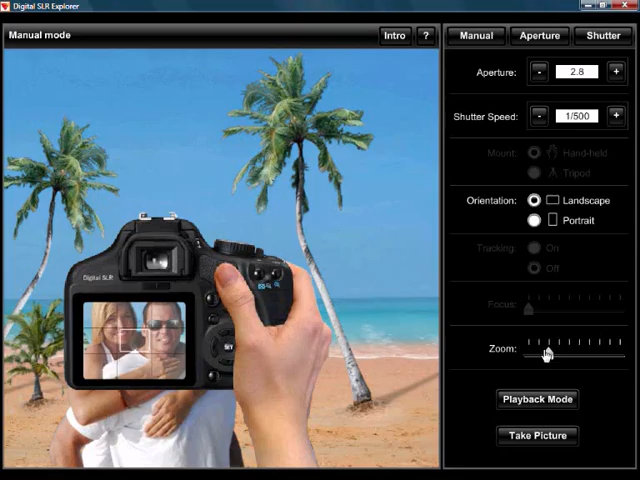 Digital SLR Explorer
Manual mode
Intro
?
Manual
Aperture
Shutter
Aperture:
-
2.8
+
Shutter Speed:
-
1/500
+
Mount:
Hand-held
Tripod
Orientation:
Landscape
Portrait
Tracking:
On
Off
Focus:
Zoom:
Playback Mode
Take Picture
Digital SLR
SET